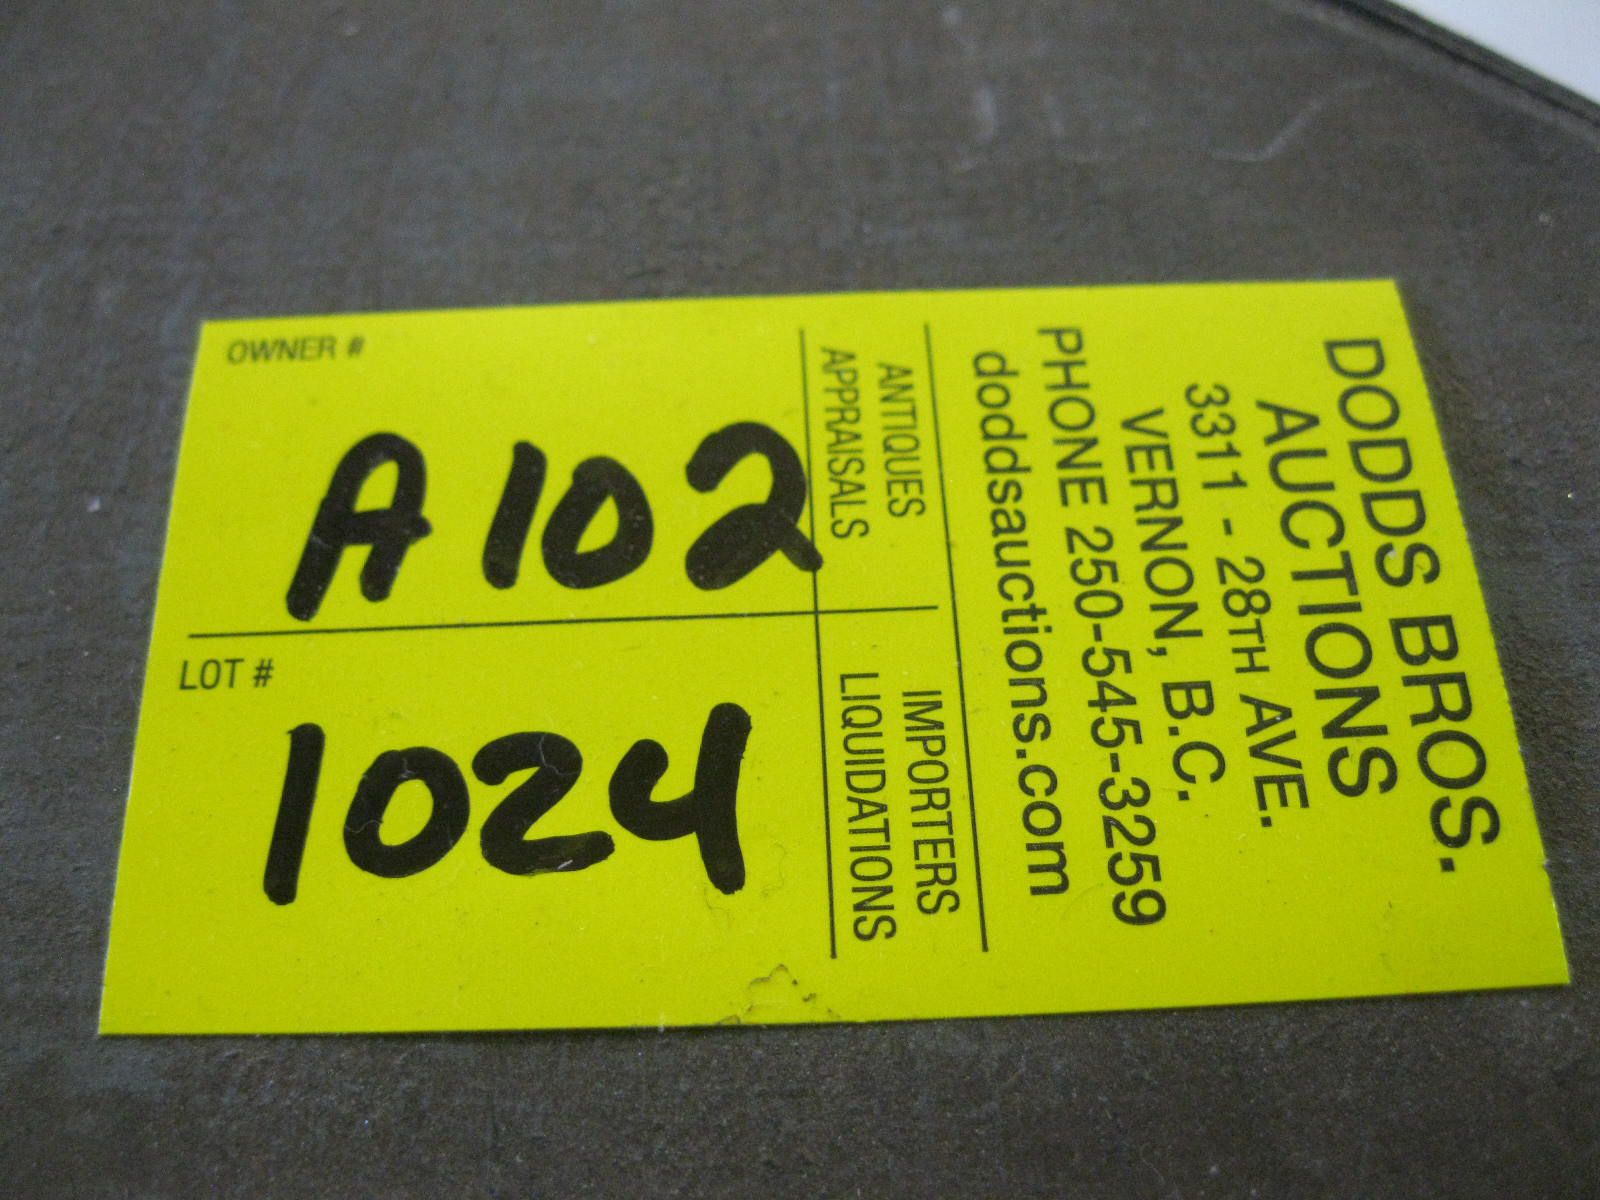 DODDS BROS.
AUCTIONS
3311 - 28TH AVE.
VERNON, B.C.
PHONE 250-545-3259
doddsauctions.com
ANTIQUES
APPRAISALS
IMPORTERS
LIQUIDATIONS
OWNER #
A102
LOT #
1024